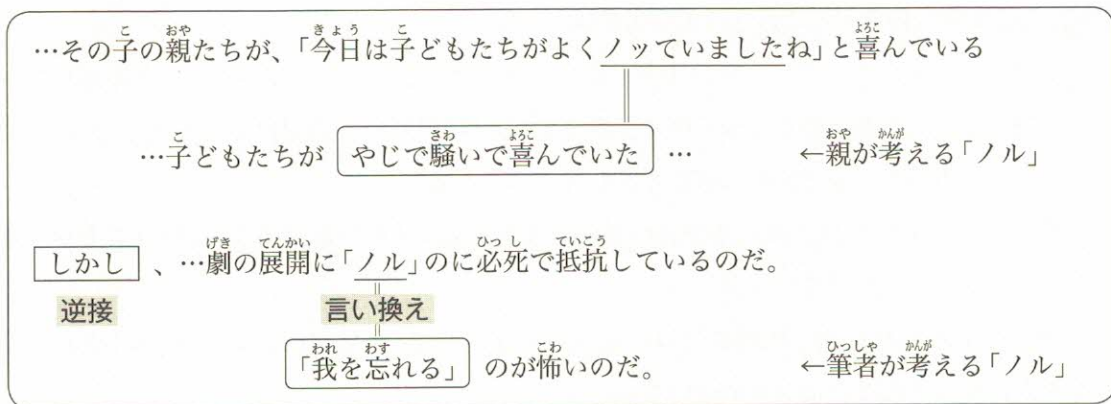 …その子の親たちが、「今日は子どもたちがよくノッていましたね」と喜んでいる
…子どもたちが やじで騒いで喜んでいた … ←親が考える「ノル」
しかし 、…劇の展開に「ノル」のに必死で抵抗しているのだ。
逆接 言い換え
「我を忘れる」 のが怖いのだ。 ←筆者が考える「ノル」